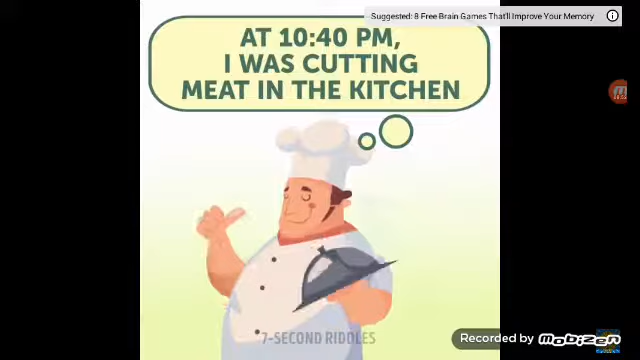 Suggested: 8 Free Brain Games That'll Improve Your Memory
AT 10:40 PM,
I WAS CUTTING
MEAT IN THE KITCHEN
7-SECOND RIDDLES
Recorded by MOBIZEN